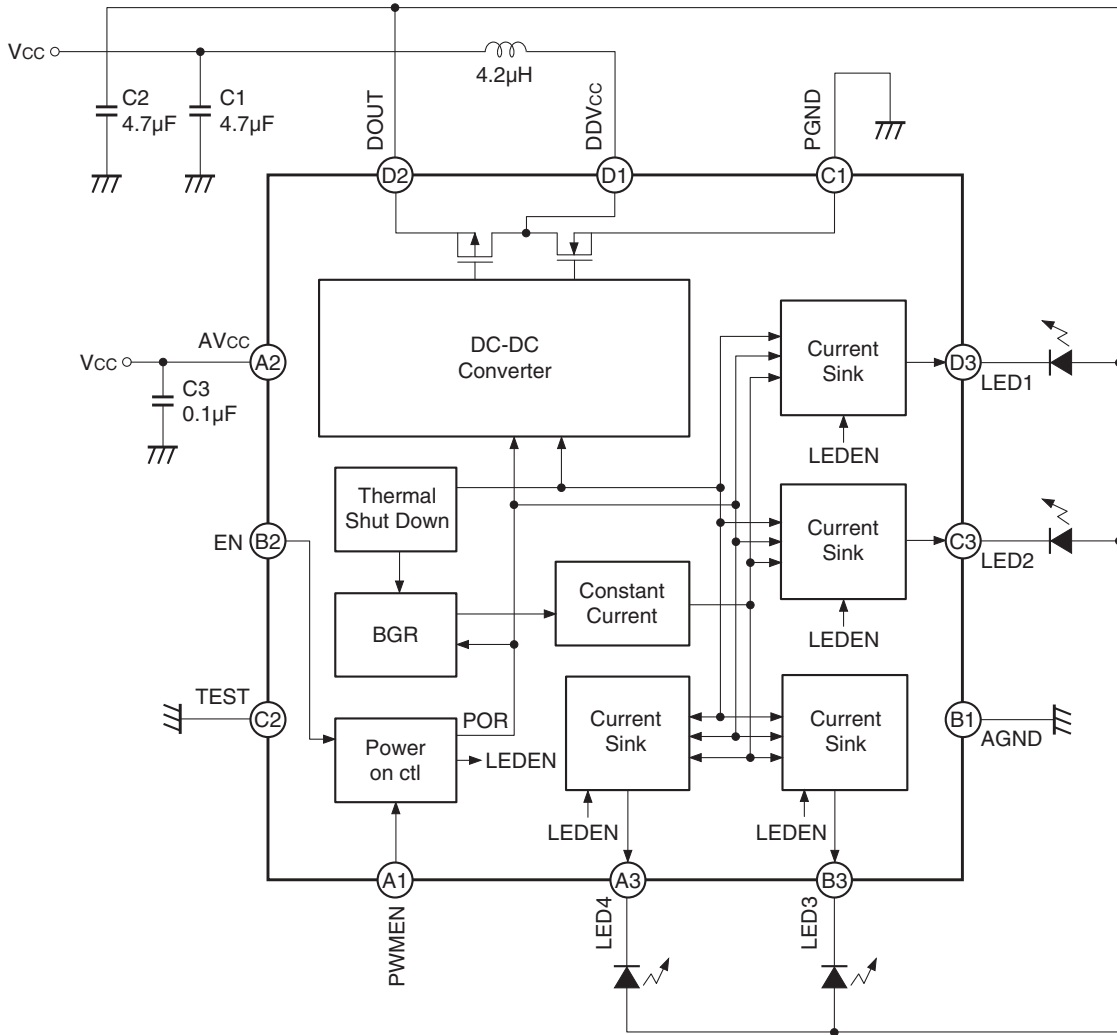 Vcc
C2
4.7μF
C1
4.7μF
4.2μH
DOUT
DDVcc
PGND
D2
D1
C1
DC-DC
Converter
AVcc
Vcc
A2
C3
0.1μF
Current
Sink
D3
LED1
LEDEN
Thermal
Shut Down
EN
B2
Current
Sink
C3
LED2
LEDEN
Constant
Current
BGR
TEST
C2
POR
Power
on ctl
LEDEN
Current
Sink
Current
Sink
B1
AGND
LEDEN
LEDEN
A1
A3
B3
PWMEN
LED4
LED3